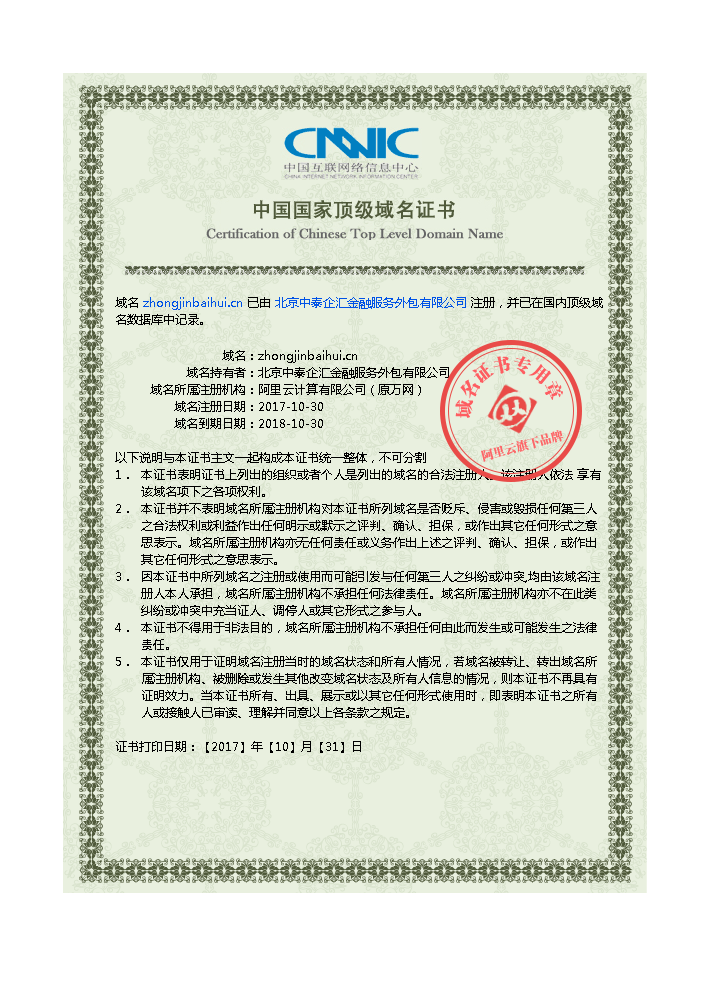 CNNIC
中国互联网络信息中心
CHINA INTERNET NETWORK INFORMATION CENTER
中国国家顶级域名证书
Certification of Chinese Top Level Domain Name
域名 zhongjinbaihui.cn 已由 北京中泰企汇金融服务外包有限公司 注册，并已在国内顶级域
名数据库中记录。
域名：zhongjinbaihui.cn
域名持有者：北京中泰企汇金融服务外包有限公司
域名所属注册机构：阿里云计算有限公司（原万网）
域名注册日期：2017-10-30
域名到期日期：2018-10-30
域名证书专用章
阿里云旗下品牌
以下说明与本证书主文一起构成本证书统一整体，不可分割
1． 本证书表明证书上列出的组织或者个人是列出的域名的合法注册人。该注册人依法 享有
该域名项下之各项权利。
2． 本证书并不表明域名所属注册机构对本证书所列域名是否贬斥、侵害或毁损任何第三人
之合法权利或利益作出任何明示或默示之评判、确认、担保，或作出其它任何形式之意
思表示。域名所属注册机构亦无任何责任或义务作出上述之评判、确认、担保，或作出
其它任何形式之意思表示。
3． 因本证书中所列域名之注册或使用而可能引发与任何第三人之纠纷或冲突,均由该域名注
册人本人承担，域名所属注册机构不承担任何法律责任。域名所属注册机构亦不在此类
纠纷或冲突中充当证人、调停人或其它形式之参与人。
4． 本证书不得用于非法目的，域名所属注册机构不承担任何由此而发生或可能发生之法律
责任。
5． 本证书仅用于证明域名注册当时的域名状态和所有人情况，若域名被转让、转出域名所
属注册机构、被删除或发生其他改变域名状态及所有人信息的情况，则本证书不再具有
证明效力。当本证书所有、出具、展示或以其它任何形式使用时，即表明本证书之所有
人或接触人已审读、理解并同意以上各条款之规定。
证书打印日期：【2017】年【10】月【31】日